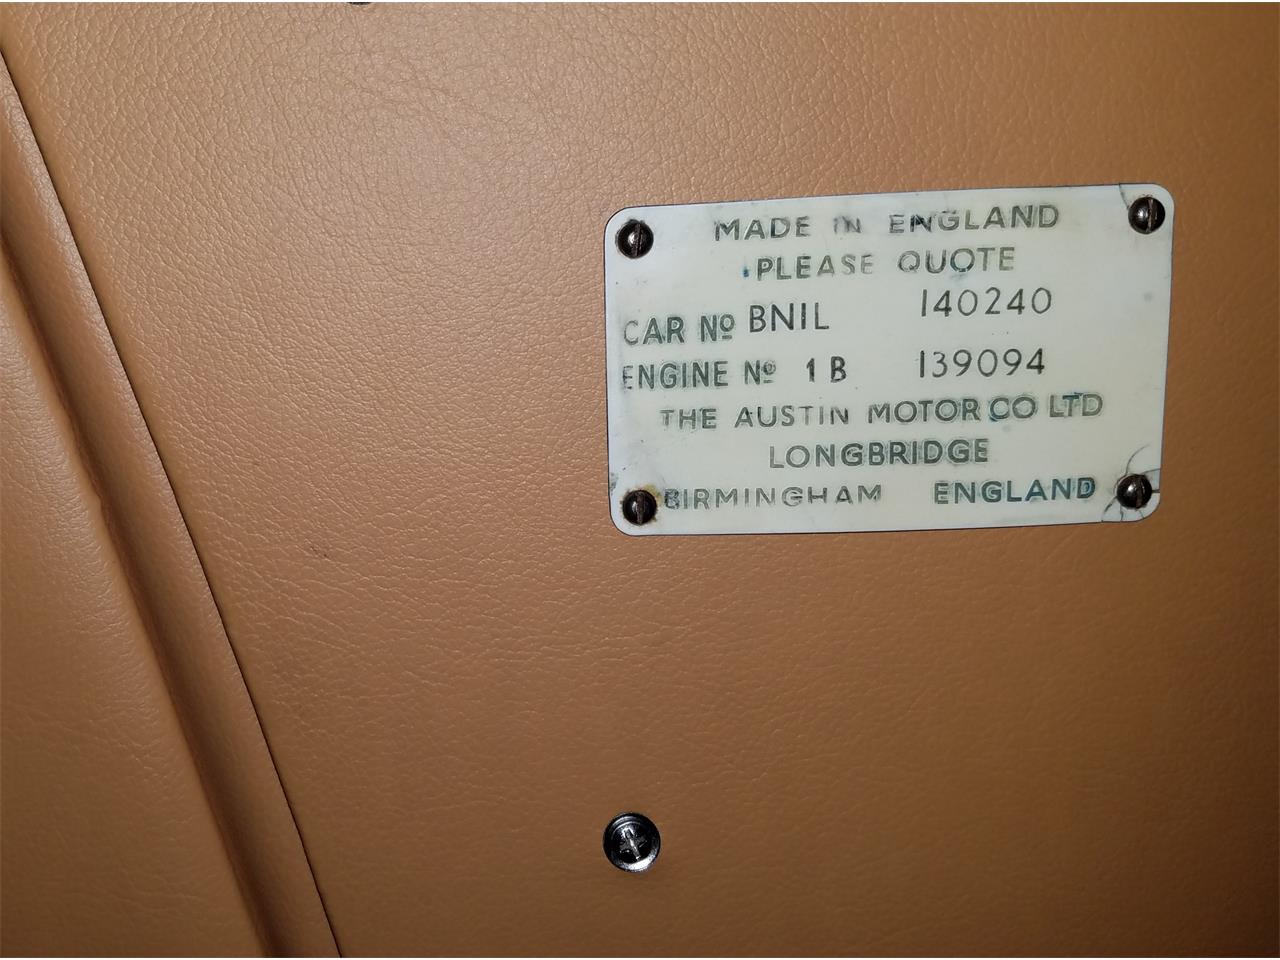 MADE IN ENGLAND
PLEASE QUOTE
CAR Nº BN1L 140240
ENGINE Nº 1B 139094
THE AUSTIN MOTOR CO LTD
LONGBRIDGE
BIRMINGHAM ENGLAND